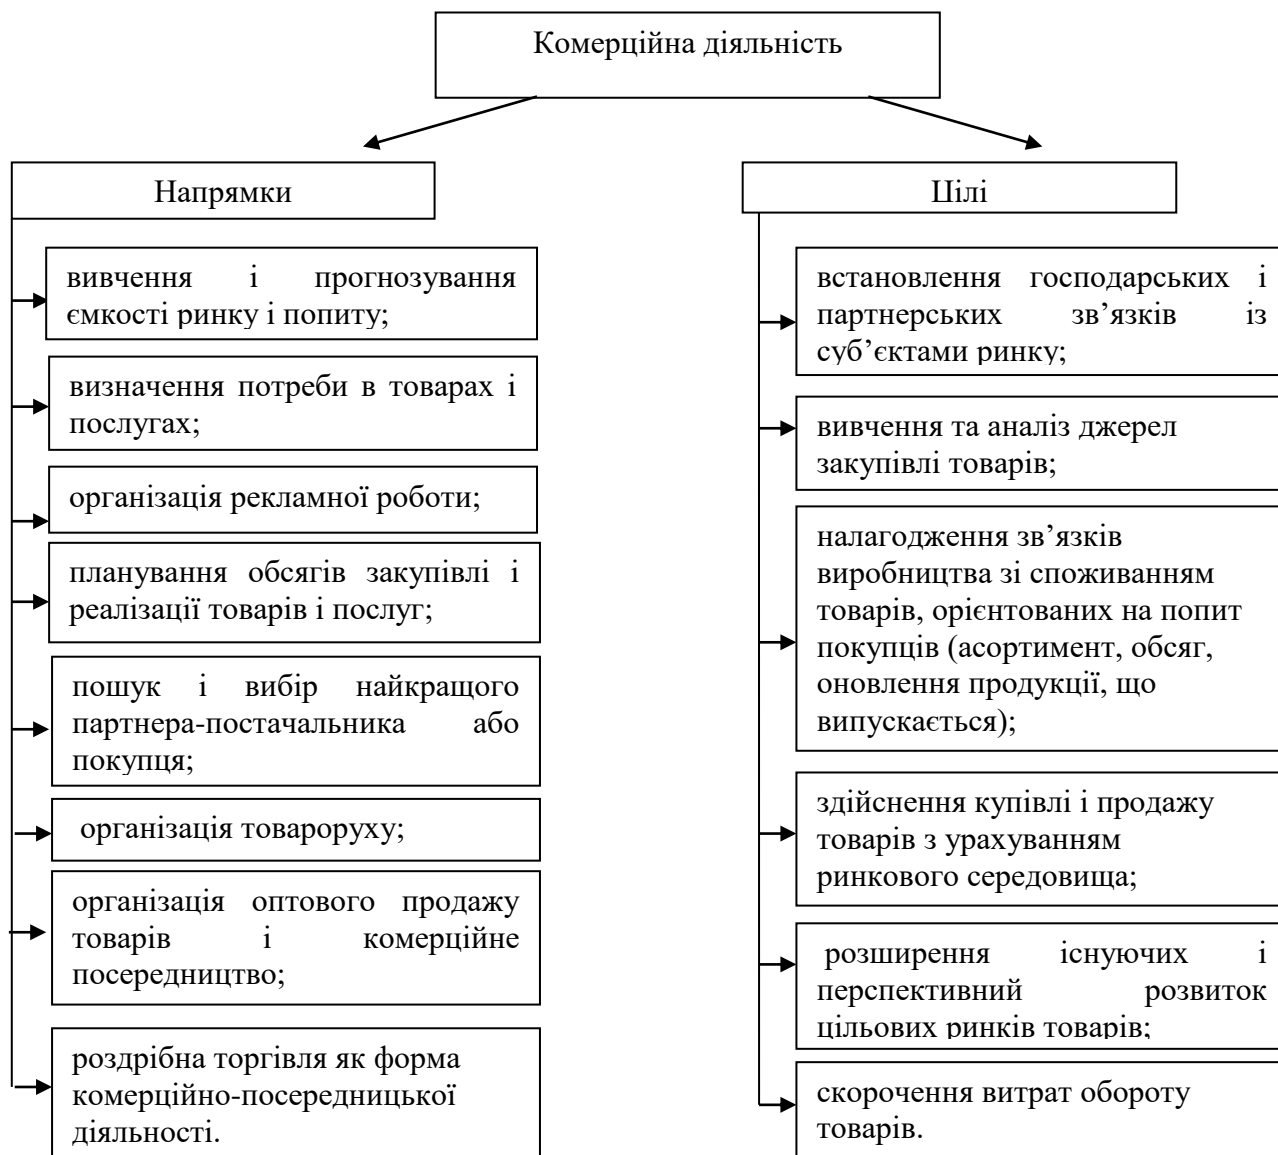 Комерційна діяльність
Напрямки
вивчення і прогнозування
ємкості ринку і попиту;
визначення потреби в товарах і
послугах;
організація рекламної роботи;
планування обсягів закупівлі і
реалізації товарів і послуг;
пошук і вибір найкращого
партнера-постачальника або
покупця;
організація товароруху;
організація оптового продажу
товарів і комерційне
посередництво;
роздрібна торгівля як форма
комерційно-посередницької
діяльності.
Цілі
встановлення господарських і
партнерських зв’язків із
суб’єктами ринку;
вивчення та аналіз джерел
закупівлі товарів;
налагодження зв’язків
виробництва зі споживанням
товарів, орієнтованих на попит
покупців (асортимент, обсяг,
оновлення продукції, що
випускається);
здійснення купівлі і продажу
товарів з урахуванням
ринкового середовища;
розширення існуючих і
перспективний розвиток
цільових ринків товарів;
скорочення витрат обороту
товарів.